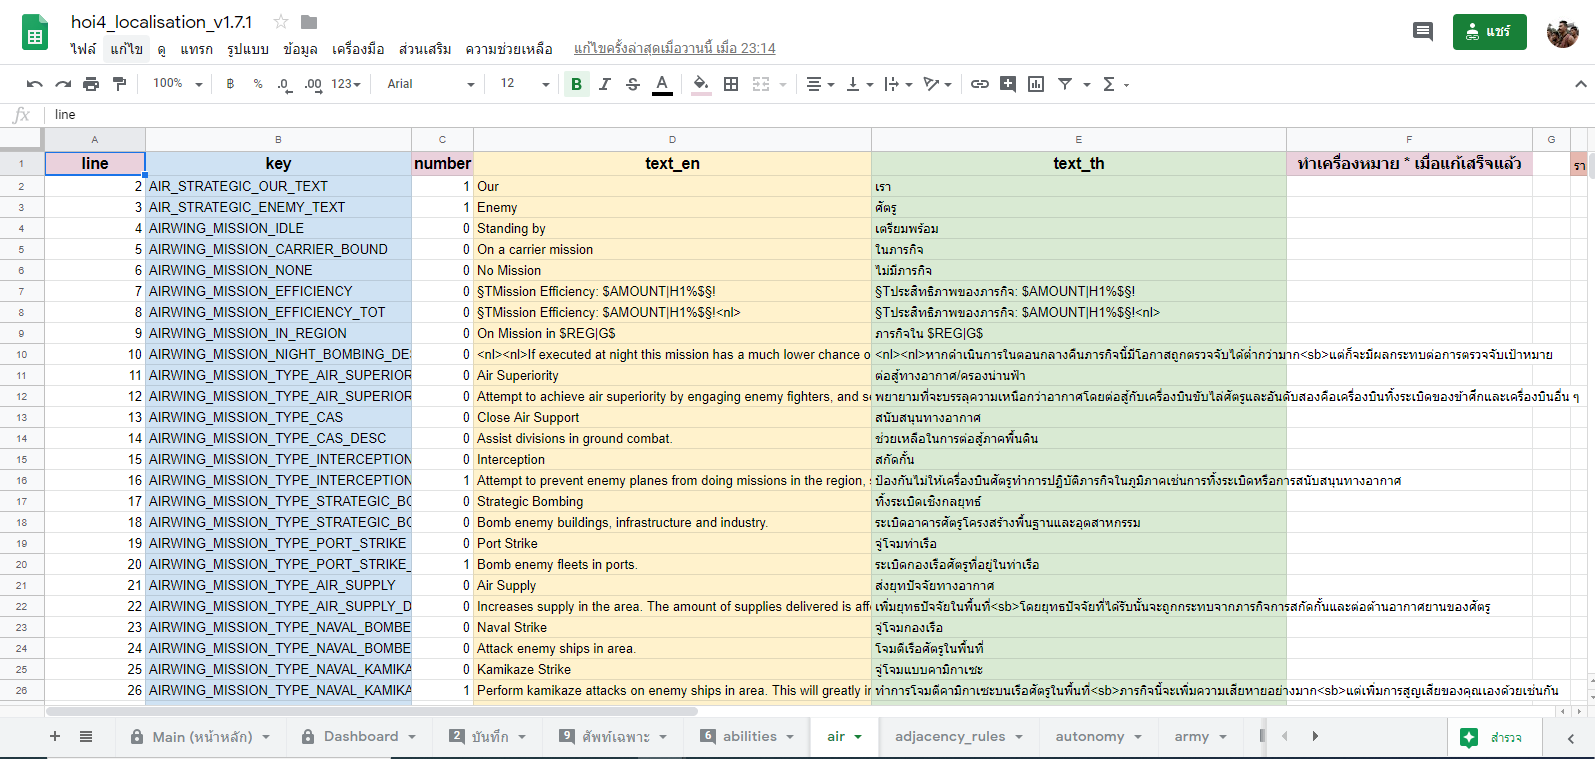 hoi4_localisation_v1.7.1
ไฟล์ แก้ไข ดู แทรก รูปแบบ ข้อมูล เครื่องมือ ส่วนเสริม ความช่วยเหลือ แก้ไขครั้งล่าสุดเมื่อวานนี้ เมื่อ 23:14
แชร์
100% ฿ % .0 .00 123 Arial 12 B I S A Σ
fx line
A B C D E F G
1 line key number text_en text_th ทำเครื่องหมาย * เมื่อแก้เสร็จแล้ว รา
2 2 AIR_STRATEGIC_OUR_TEXT 1 Our เรา
3 3 AIR_STRATEGIC_ENEMY_TEXT 1 Enemy ศัตรู
4 4 AIRWING_MISSION_IDLE 0 Standing by เตรียมพร้อม
5 5 AIRWING_MISSION_CARRIER_BOUND 0 On a carrier mission ในภารกิจ
6 6 AIRWING_MISSION_NONE 0 No Mission ไม่มีภารกิจ
7 7 AIRWING_MISSION_EFFICIENCY 0 §TMission Efficiency: $AMOUNT|H1%$§! §Tประสิทธิภาพของภารกิจ: $AMOUNT|H1%$§!
8 8 AIRWING_MISSION_EFFICIENCY_TOT 0 §TMission Efficiency: $AMOUNT|H1%$§!<nl> §Tประสิทธิภาพของภารกิจ: $AMOUNT|H1%$§!<nl>
9 9 AIRWING_MISSION_IN_REGION 0 On Mission in $REG|G$ ภารกิจใน $REG|G$
10 10 AIRWING_MISSION_NIGHT_BOMBING_DE 0 <nl><nl>If executed at night this mission has a much lower chance o <nl><nl>หากดำเนินการในตอนกลางคืนภารกิจนี้มีโอกาสถูกตรวจจับได้ต่ำกว่ามาก<sb>แต่ก็จะมีผลกระทบต่อการตรวจจับเป้าหมาย
11 11 AIRWING_MISSION_TYPE_AIR_SUPERIOR 0 Air Superiority ต่อสู้ทางอากาศ/ครองน่านฟ้า
12 12 AIRWING_MISSION_TYPE_AIR_SUPERIOR 0 Attempt to achieve air superiority by engaging enemy fighters, and se พยายามที่จะบรรลุความเหนือกว่าอากาศโดยต่อสู้กับเครื่องบินขับไล่ศัตรูและอันดับสองคือเครื่องบินทิ้งระเบิดของข้าศึกและเครื่องบินอื่น ๆ
13 13 AIRWING_MISSION_TYPE_CAS 0 Close Air Support สนับสนุนทางอากาศ
14 14 AIRWING_MISSION_TYPE_CAS_DESC 0 Assist divisions in ground combat. ช่วยเหลือในการต่อสู้ภาคพื้นดิน
15 15 AIRWING_MISSION_TYPE_INTERCEPTION 0 Interception สกัดกั้น
16 16 AIRWING_MISSION_TYPE_INTERCEPTION 1 Attempt to prevent enemy planes from doing missions in the region, ป้องกันไม่ให้เครื่องบินศัตรูทำการปฏิบัติภารกิจในภูมิภาคเช่นการทิ้งระเบิดหรือการสนับสนุนทางอากาศ
17 17 AIRWING_MISSION_TYPE_STRATEGIC_BO 0 Strategic Bombing ทิ้งระเบิดเชิงกลยุทธ์
18 18 AIRWING_MISSION_TYPE_STRATEGIC_BO 0 Bomb enemy buildings, infrastructure and industry. ระเบิดอาคารศัตรูโครงสร้างพื้นฐานและอุตสาหกรรม
19 19 AIRWING_MISSION_TYPE_PORT_STRIKE 0 Port Strike จู่โจมท่าเรือ
20 20 AIRWING_MISSION_TYPE_PORT_STRIKE_ 1 Bomb enemy fleets in ports. ระเบิดกองเรือศัตรูที่อยู่ในท่าเรือ
21 21 AIRWING_MISSION_TYPE_AIR_SUPPLY 0 Air Supply ส่งยุทปัจจัยทางอากาศ
22 22 AIRWING_MISSION_TYPE_AIR_SUPPLY_D 0 Increases supply in the area. The amount of supplies delivered is affe เพิ่มยุทธปัจจัยในพื้นที่<sb>โดยยุทธปัจจัยที่ได้รับนั้นจะถูกกระทบจากภารกิจการสกัดกั้นและต่อต้านอากาศยานของศัตรู
23 23 AIRWING_MISSION_TYPE_NAVAL_BOMBE 0 Naval Strike จู่โจมกองเรือ
24 24 AIRWING_MISSION_TYPE_NAVAL_BOMBE 0 Attack enemy ships in area. โจมตีเรือศัตรูในพื้นที่
25 25 AIRWING_MISSION_TYPE_NAVAL_KAMIKA 0 Kamikaze Strike จู่โจมแบบคามิกาเซะ
26 26 AIRWING_MISSION_TYPE_NAVAL_KAMIKA 1 Perform kamikaze attacks on enemy ships in area. This will greatly in ทำการโจมตีคามิกาเซะบนเรือศัตรูในพื้นที่<sb>ภารกิจนี้จะเพิ่มความเสียหายอย่างมาก<sb>แต่เพิ่มการสูญเสียของคุณเองด้วยเช่นกัน
Main (หน้าหลัก) Dashboard 2 บันทึก 9 ศัพท์เฉพาะ 6 abilities air adjacency_rules autonomy army สำรวจ